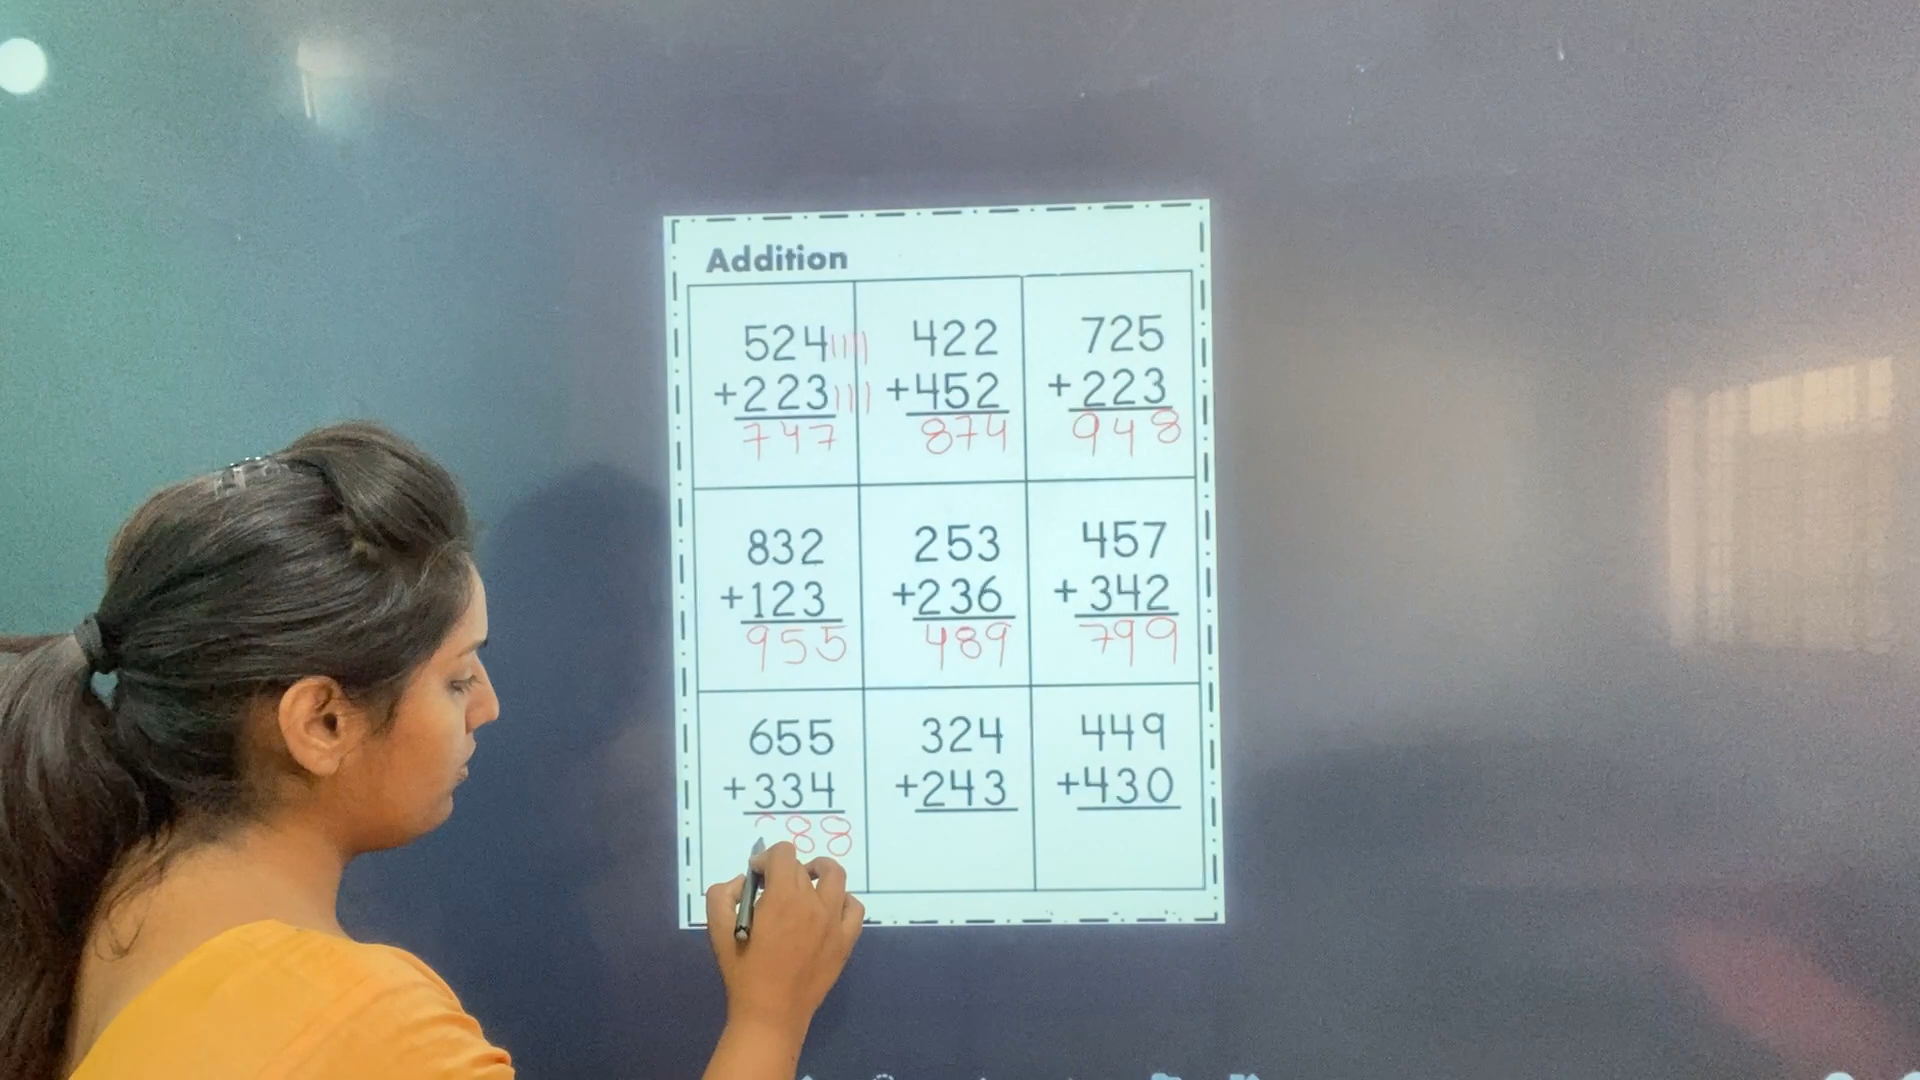 Addition
524 422 725
+223 +452 +223
747 874 948
832 253 457
+123 +236 +342
955 489 799
655 324 449
+334 +243 +430
88